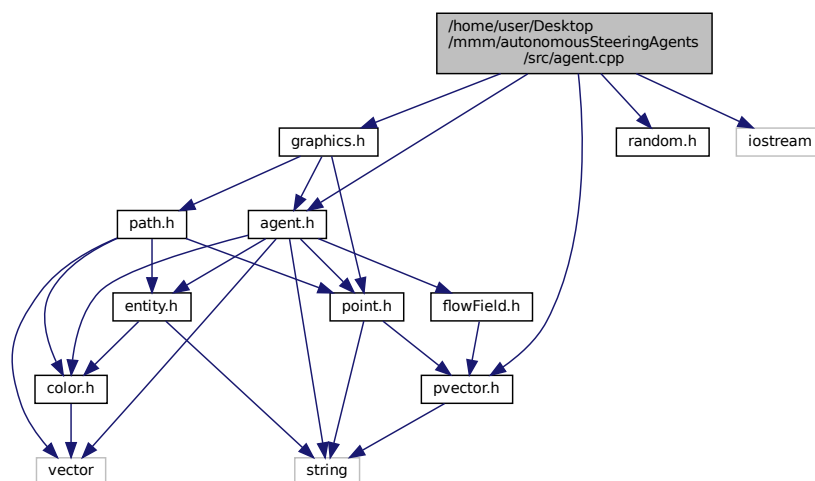 /home/user/Desktop
/mmm/autonomousSteeringAgents
/src/agent.cpp
graphics.h
random.h
iostream
path.h
agent.h
entity.h
point.h
flowField.h
color.h
pvector.h
vector
string